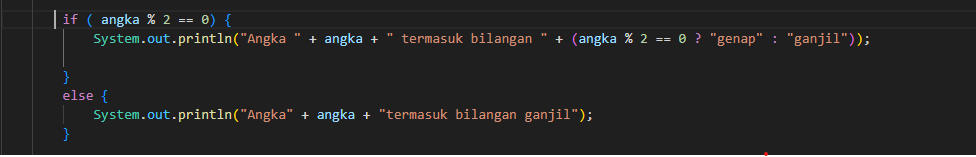 if ( angka % 2 == 0) {
System.out.println("Angka " + angka + " termasuk bilangan " + (angka % 2 == 0 ? "genap" : "ganjil"));
}
else {
System.out.println("Angka" + angka + "termasuk bilangan ganjil");
}